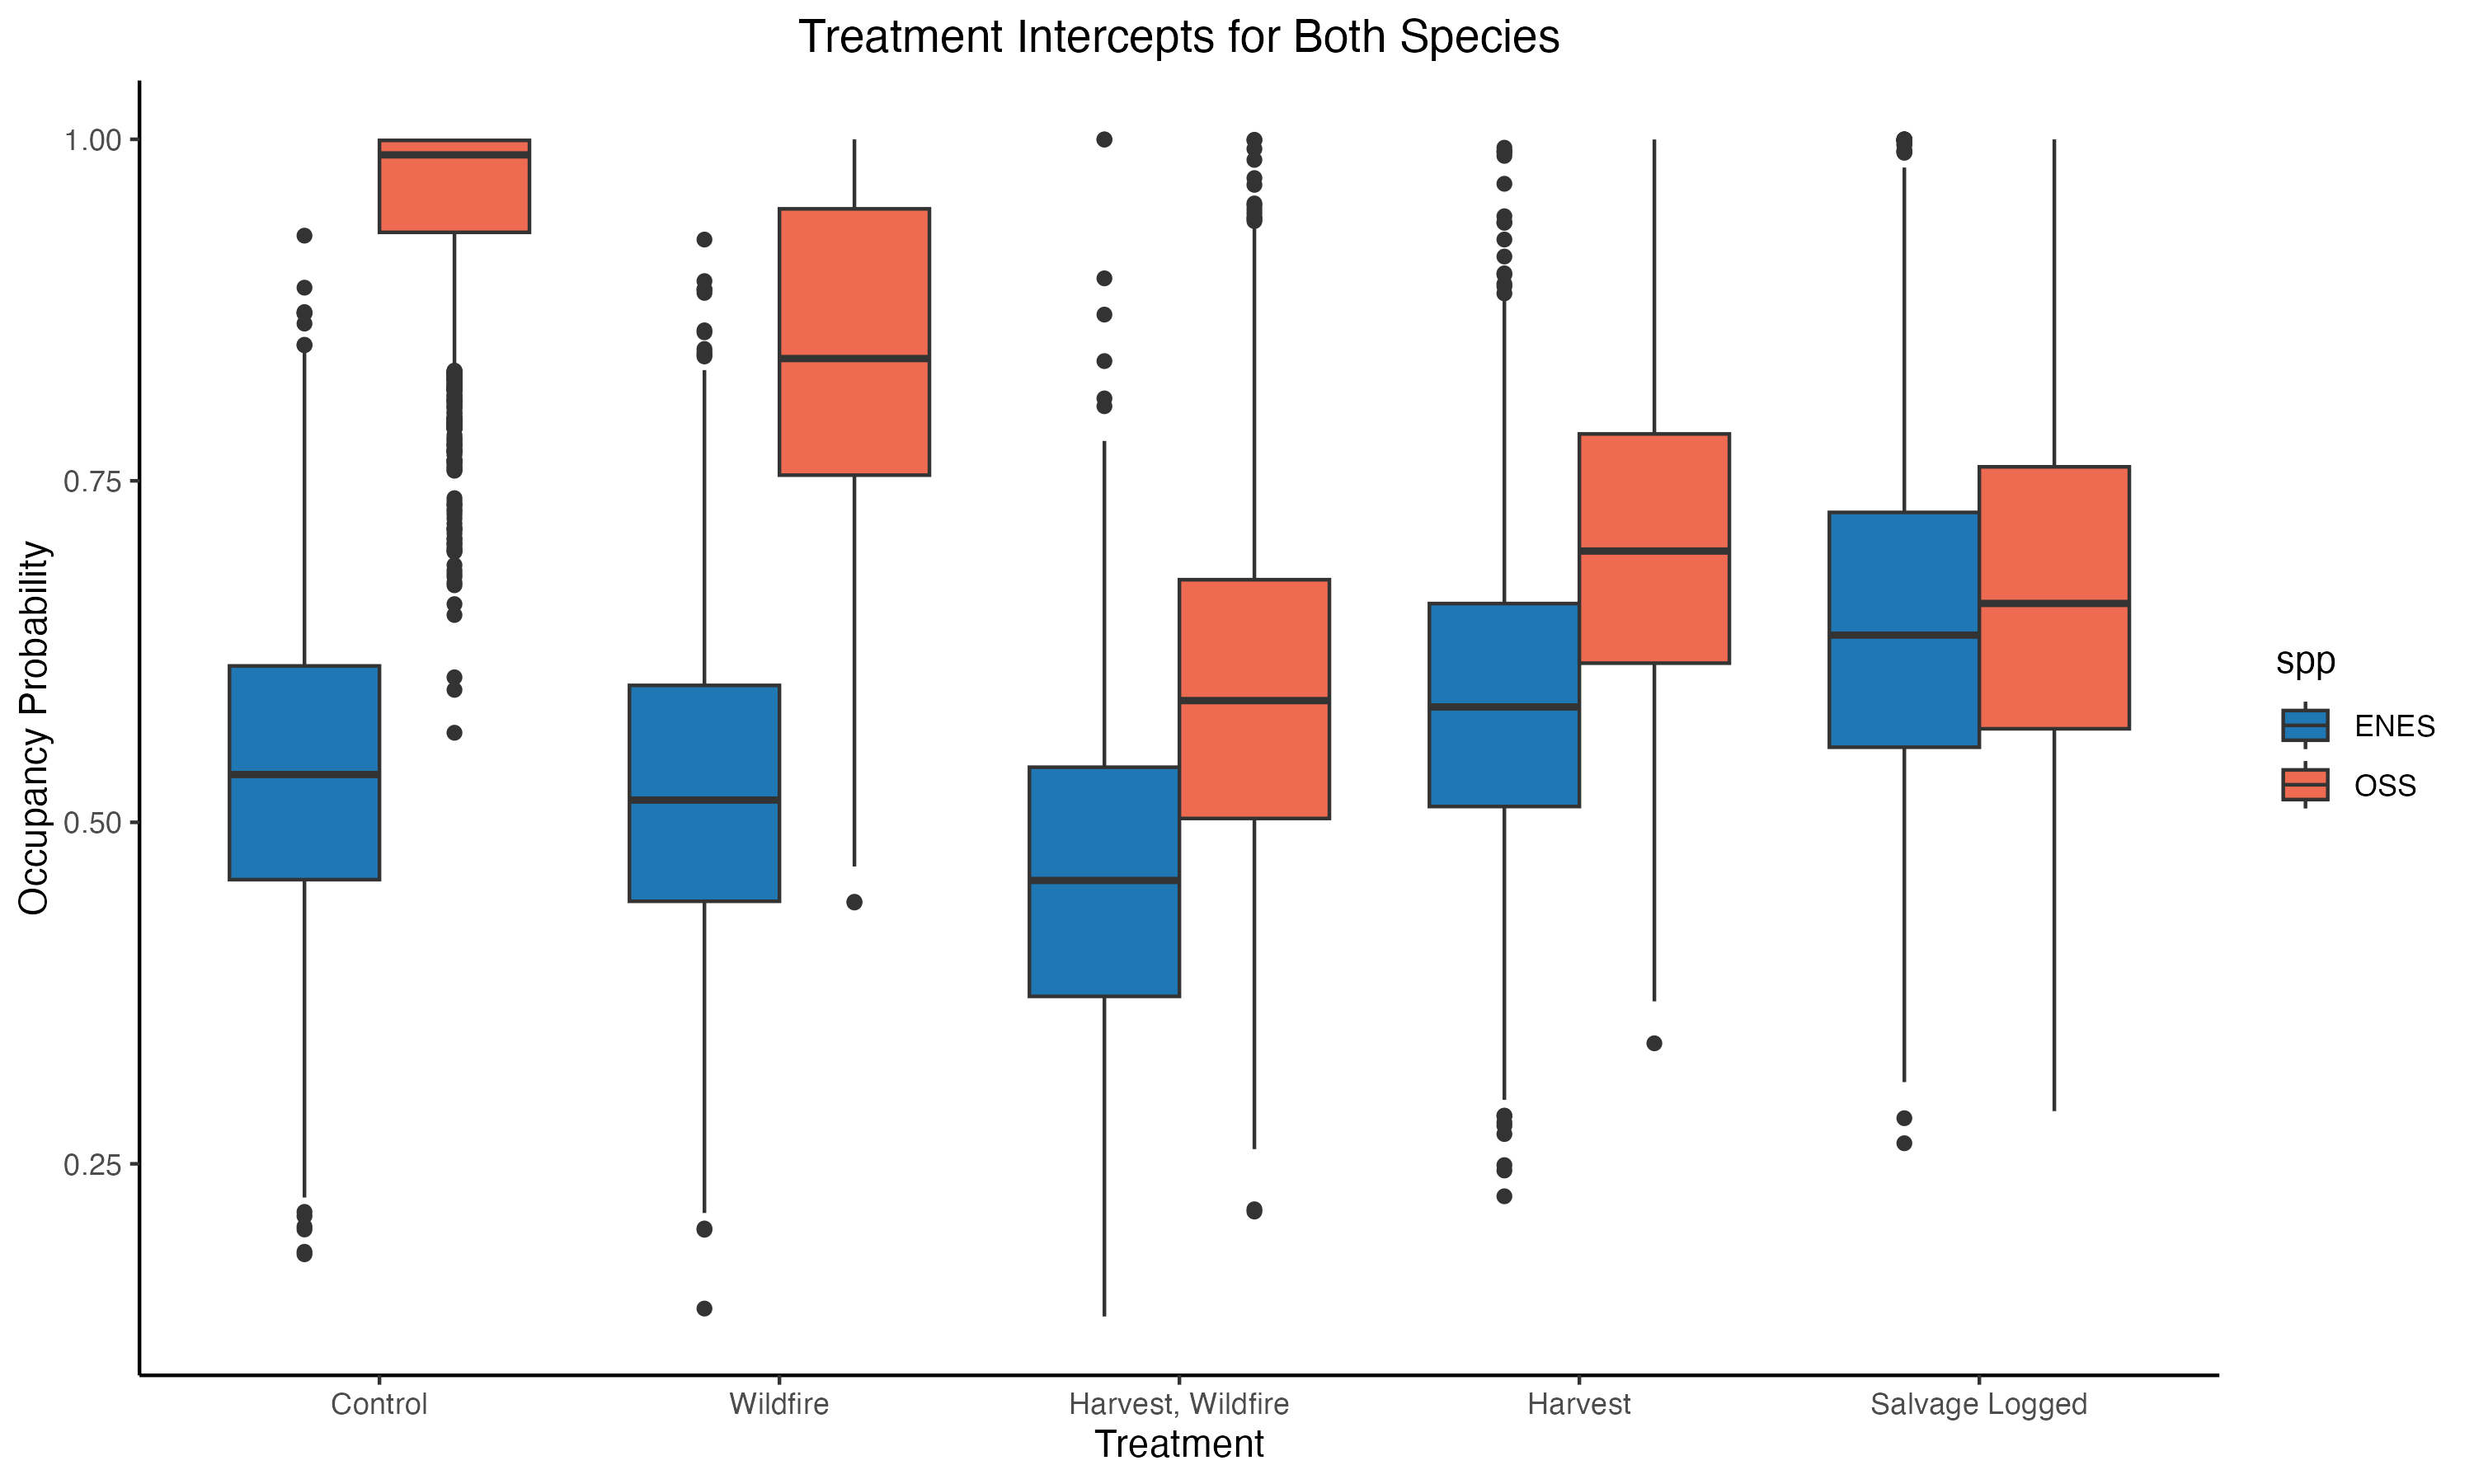 Treatment Intercepts for Both Species
Occupancy Probability
1.00
0.75
0.50
0.25
Control
Wildfire
Harvest, Wildfire
Harvest
Salvage Logged
Treatment
spp
ENES
OSS